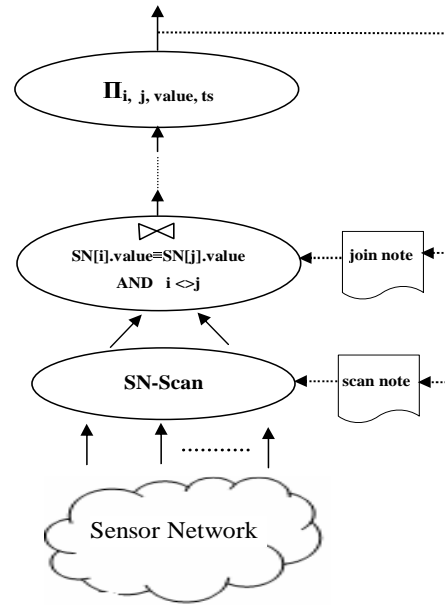 Πi, j, value, ts
SN[i].value≡SN[j].value
AND i <>j
join note
SN-Scan
scan note
Sensor Network